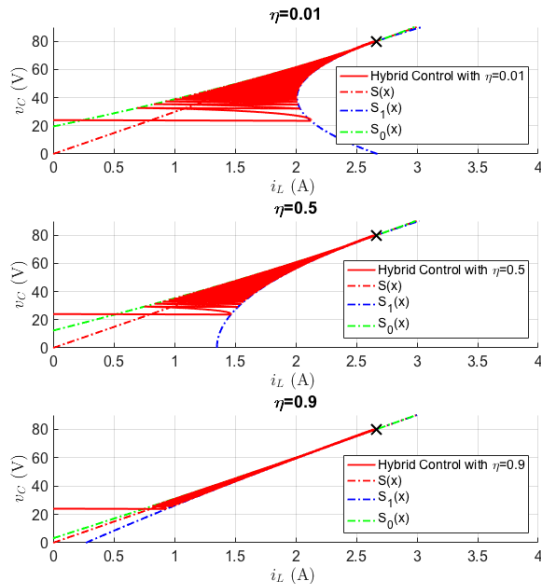 η=0.01
80
60
40
20
0
v_C (V)
0 0.5 1 1.5 2 2.5 3 3.5 4
i_L (A)
Hybrid Control with η=0.01
S(x)
S_1(x)
S_0(x)
η=0.5
80
60
40
20
0
v_C (V)
0 0.5 1 1.5 2 2.5 3 3.5 4
i_L (A)
Hybrid Control with η=0.5
S(x)
S_1(x)
S_0(x)
η=0.9
80
60
40
20
0
v_C (V)
0 0.5 1 1.5 2 2.5 3 3.5 4
i_L (A)
Hybrid Control with η=0.9
S(x)
S_1(x)
S_0(x)